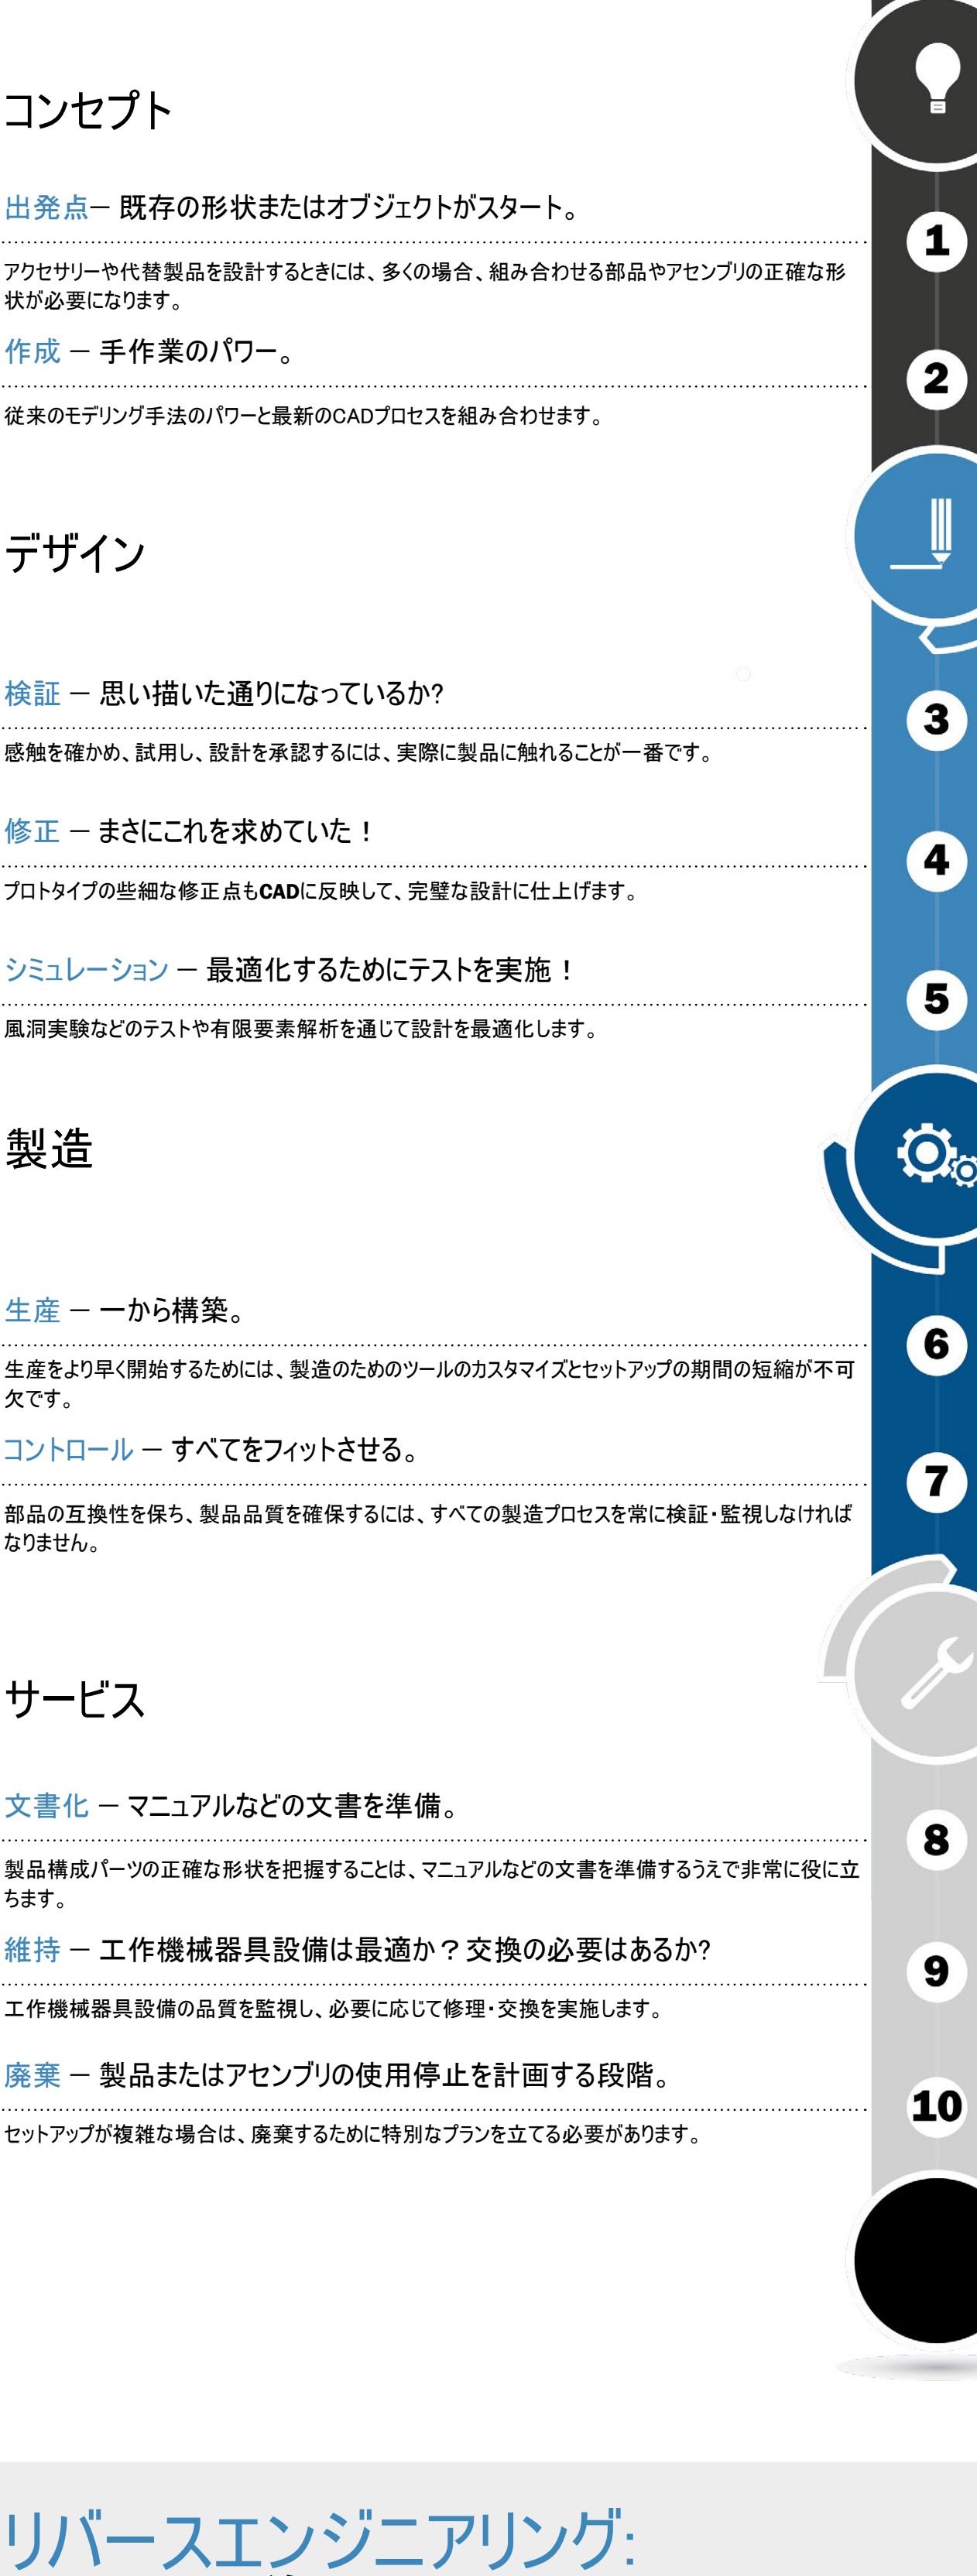 コンセプト
出発点– 既存の形状またはオブジェクトがスタート。
1
アクセサリーや代替製品を設計するときには、多くの場合、組み合わせる部品やアセンブリの正確な形
状が必要になります。
作成 – 手作業のパワー。
2
従来のモデリング手法のパワーと最新のCADプロセスを組み合わせます。
デザイン
検証 – 思い描いた通りになっているか?
3
感触を確かめ、試用し、設計を承認するには、実際に製品に触れることが一番です。
修正 – まさにこれを求めていた！
4
プロトタイプの些細な修正点もCADに反映して、完璧な設計に仕上げます。
シミュレーション – 最適化するためにテストを実施！
5
風洞実験などのテストや有限要素解析を通じて設計を最適化します。
製造
生産 – 一から構築。
6
生産をより早く開始するためには、製造のためのツールのカスタマイズとセットアップの期間の短縮が不可
欠です。
コントロール – すべてをフィットさせる。
7
部品の互換性を保ち、製品品質を確保するには、すべての製造プロセスを常に検証・監視しなければ
なりません。
サービス
文書化 – マニュアルなどの文書を準備。
8
製品構成パーツの正確な形状を把握することは、マニュアルなどの文書を準備するうえで非常に役に立
ちます。
維持 – 工作機械器具設備は最適か？交換の必要はあるか?
9
工作機械器具設備の品質を監視し、必要に応じて修理・交換を実施します。
廃棄 – 製品またはアセンブリの使用停止を計画する段階。
10
セットアップが複雑な場合は、廃棄するために特別なプランを立てる必要があります。
リバースエンジニアリング: